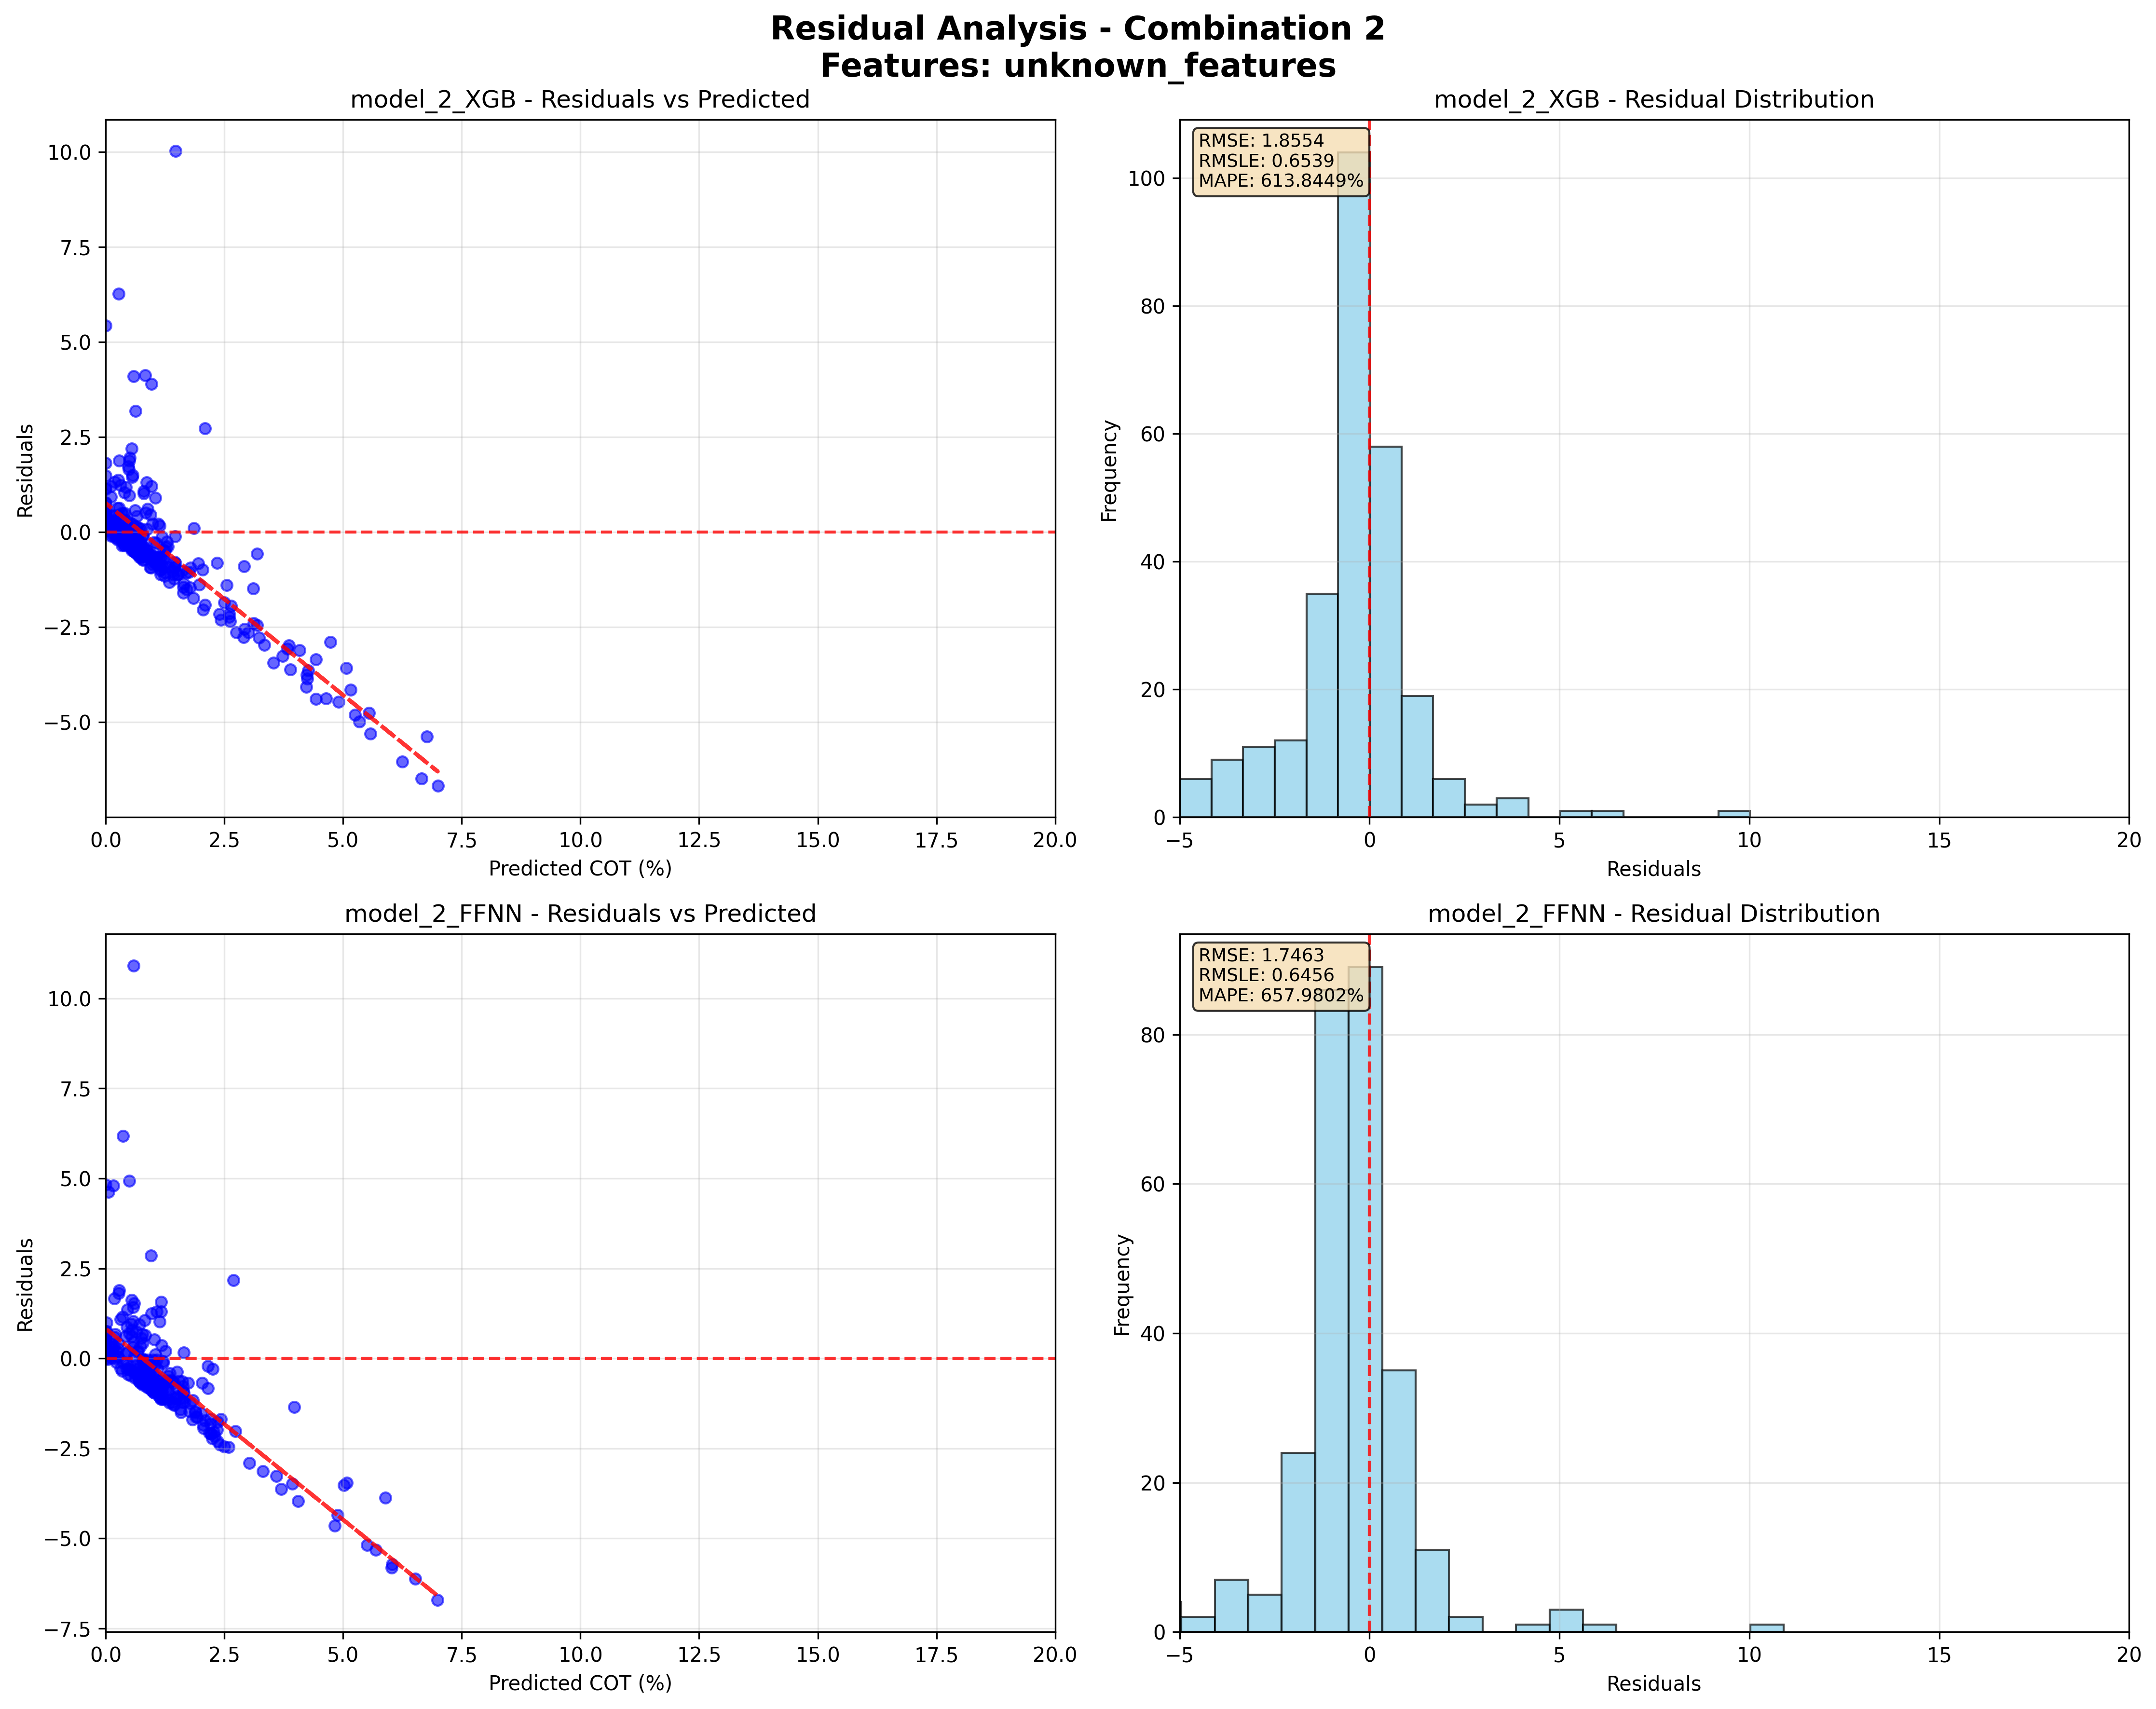 Residual Analysis - Combination 2
Features: unknown_features
model_2_XGB - Residuals vs Predicted
10.0
7.5
5.0
2.5
0.0
−2.5
−5.0
Residuals
0.0 2.5 5.0 7.5 10.0 12.5 15.0 17.5 20.0
Predicted COT (%)
model_2_XGB - Residual Distribution
RMSE: 1.8554
RMSLE: 0.6539
MAPE: 613.8449%
100
80
60
40
20
0
Frequency
−5 0 5 10 15 20
Residuals
model_2_FFNN - Residuals vs Predicted
10.0
7.5
5.0
2.5
0.0
−2.5
−5.0
−7.5
Residuals
0.0 2.5 5.0 7.5 10.0 12.5 15.0 17.5 20.0
Predicted COT (%)
model_2_FFNN - Residual Distribution
RMSE: 1.7463
RMSLE: 0.6456
MAPE: 657.9802%
80
60
40
20
0
Frequency
−5 0 5 10 15 20
Residuals